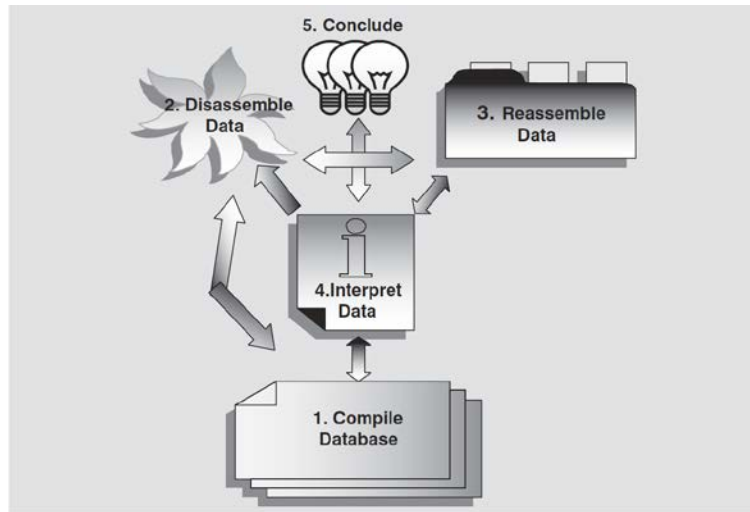 5. Conclude
2. Disassemble
Data
3. Reassemble
Data
i
4.Interpret
Data
1. Compile
Database